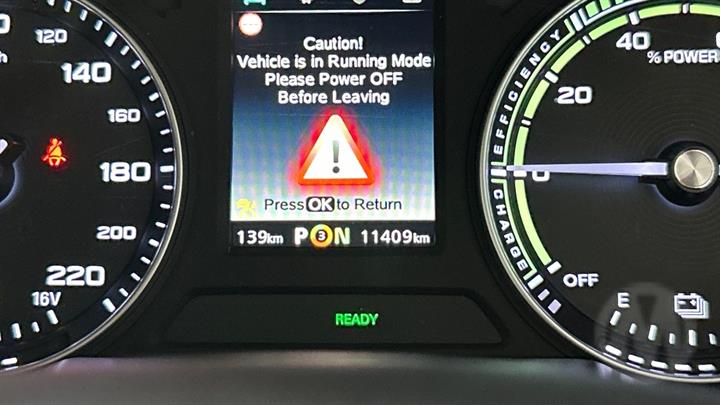 Caution!
Vehicle is in Running Mode
Please Power OFF
Before Leaving
Press OK to Return
139km P 3 N 11409km
READY
120
140
160
180
200
220
16V
40
% POWER
20
0
EFFICIENCY
CHARGE
OFF
E